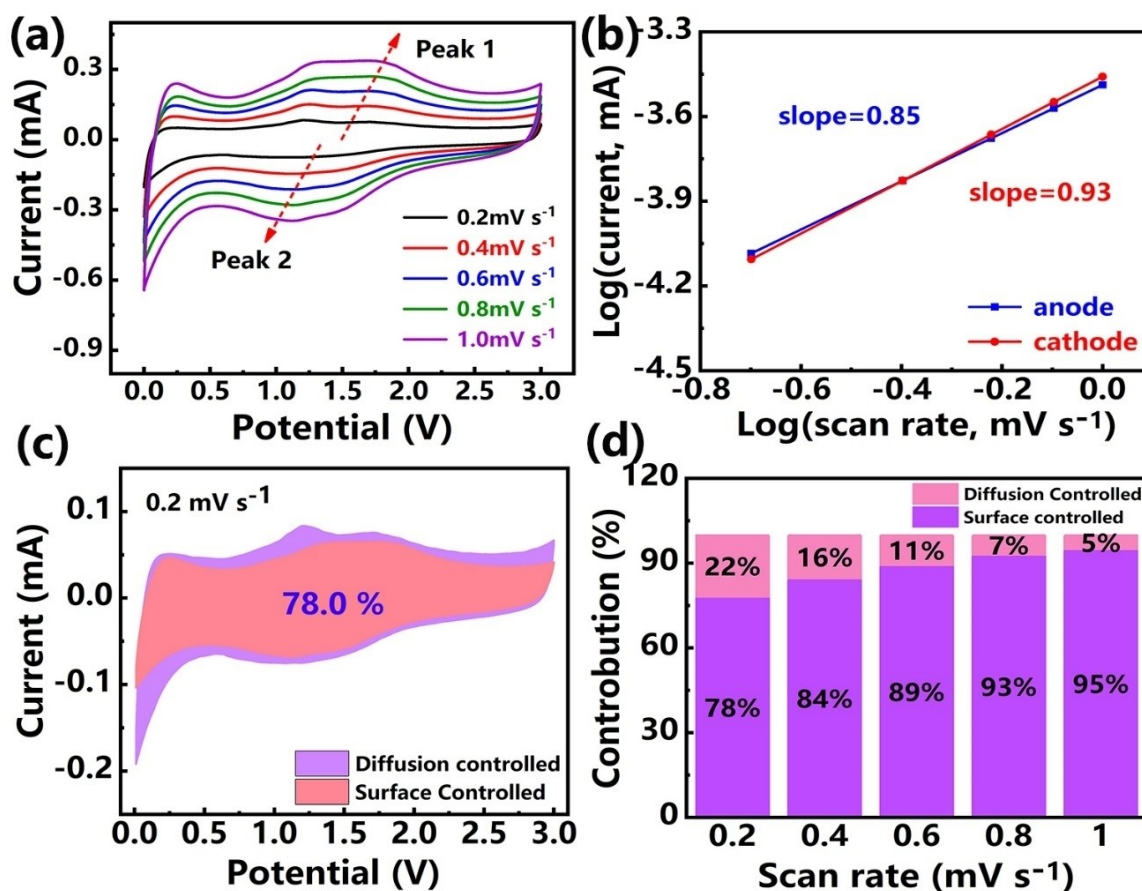 (a)
Current (mA)
0.3
0.0
-0.3
-0.6
-0.9
Peak 1
Peak 2
0.2mV s⁻¹
0.4mV s⁻¹
0.6mV s⁻¹
0.8mV s⁻¹
1.0mV s⁻¹
0.0 0.5 1.0 1.5 2.0 2.5 3.0
Potential (V)
(b)
Log(current, mA)
-3.3
-3.6
-3.9
-4.2
-4.5
slope=0.85
slope=0.93
anode
cathode
-0.8 -0.6 -0.4 -0.2 0.0
Log(scan rate, mV s⁻¹)
(c)
Current (mA)
0.1
0.0
-0.1
-0.2
0.2 mV s⁻¹
78.0 %
Diffusion controlled
Surface Controlled
0.0 0.5 1.0 1.5 2.0 2.5 3.0
Potential (V)
(d)
Controbution (%)
120
90
60
30
0
Diffusion Controlled
Surface controlled
22% 16% 11% 7% 5%
78% 84% 89% 93% 95%
0.2 0.4 0.6 0.8 1
Scan rate (mV s⁻¹)